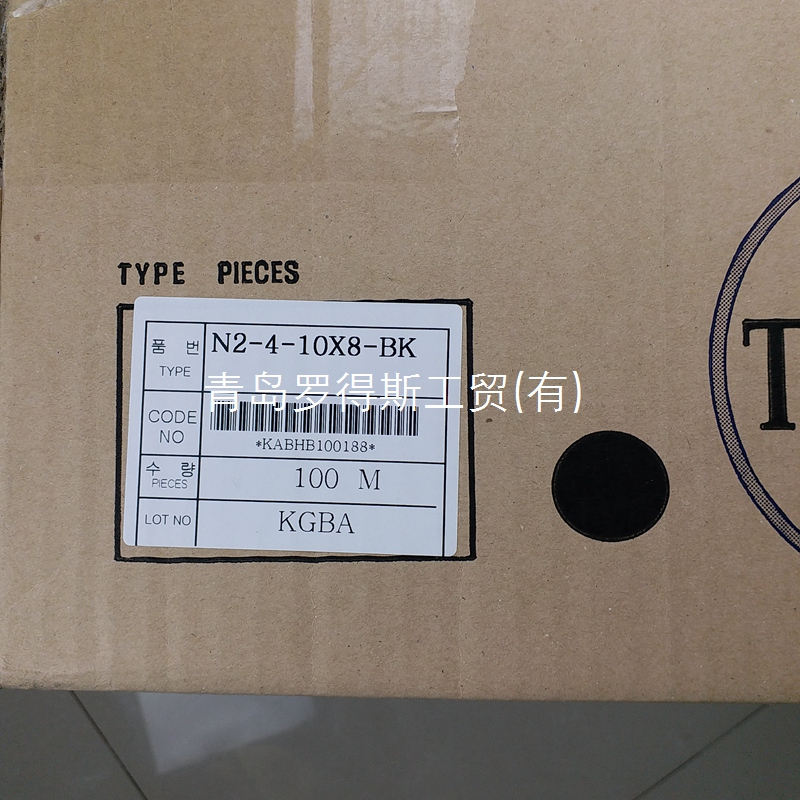 TYPE PIECES
품 번
TYPE
N2-4-10X8-BK
青岛罗得斯工贸(有)
CODE
NO
*KABHB100188*
수 량
PIECES
100 M
LOT NO
KGBA
T